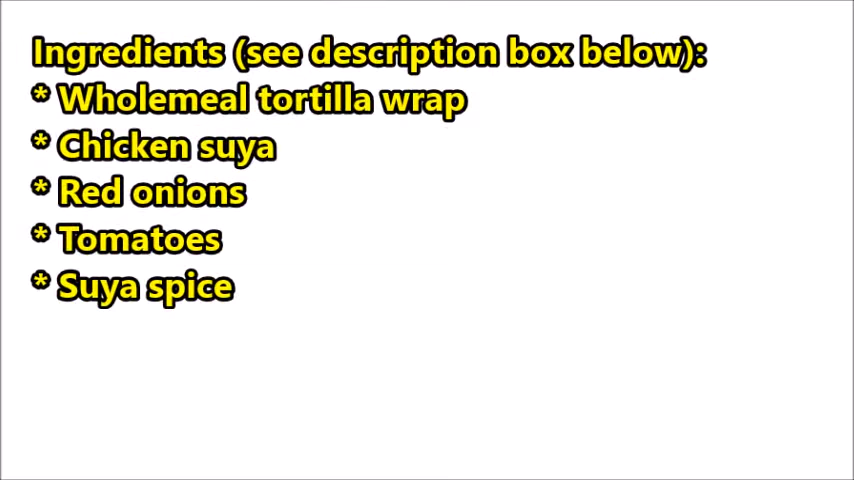 Ingredients (see description box below):
* Wholemeal tortilla wrap
* Chicken suya
* Red onions
* Tomatoes
* Suya spice